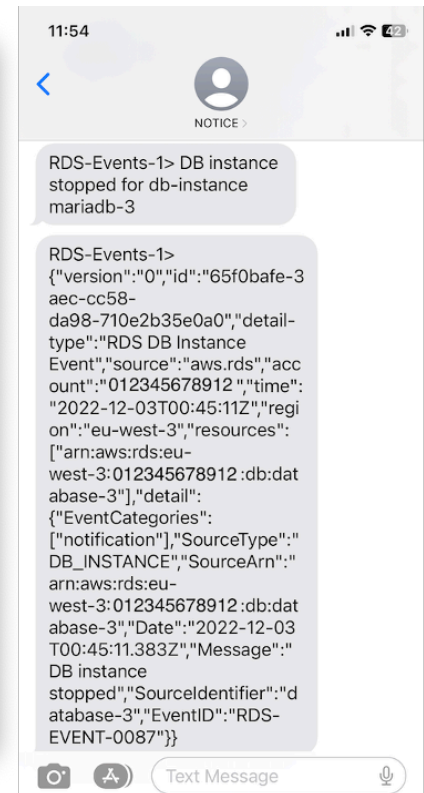 11:54
42
NOTICE >
RDS-Events-1> DB instance
stopped for db-instance
mariadb-3
RDS-Events-1>
{"version":"0","id":"65f0bafe-3
aec-cc58-
da98-710e2b35e0a0","detail-
type":"RDS DB Instance
Event","source":"aws.rds","acc
ount":"012345678912","time":
"2022-12-03T00:45:11Z","regi
on":"eu-west-3","resources":
["arn:aws:rds:eu-
west-3:012345678912:db:dat
abase-3"],"detail":
{"EventCategories":
["notification"],"SourceType":"
DB_INSTANCE","SourceArn":"
arn:aws:rds:eu-
west-3:012345678912:db:dat
abase-3","Date":"2022-12-03
T00:45:11.383Z","Message":"
DB instance
stopped","SourceIdentifier":"d
atabase-3","EventID":"RDS-
EVENT-0087"}}
Text Message